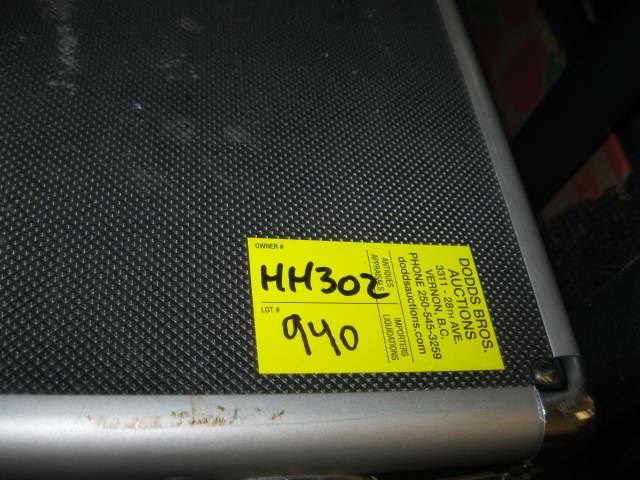 OWNER #
HH302
LOT #
940
ANTIQUES
APPRAISALS
IMPORTERS
LIQUIDATIONS
DODDS BROS.
AUCTIONS
3311 - 28TH AVE.
VERNON, B.C.
PHONE 250-545-3259
doddsauctions.com